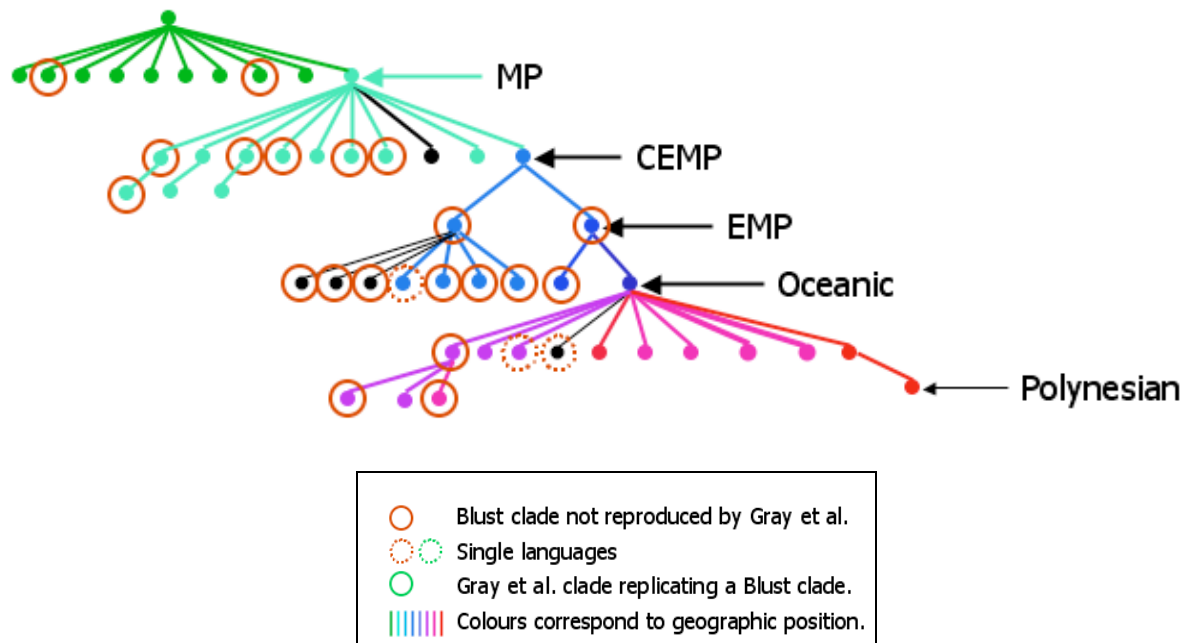 MP
CEMP
EMP
Oceanic
Polynesian
Blust clade not reproduced by Gray et al.
Single languages
Gray et al. clade replicating a Blust clade.
Colours correspond to geographic position.